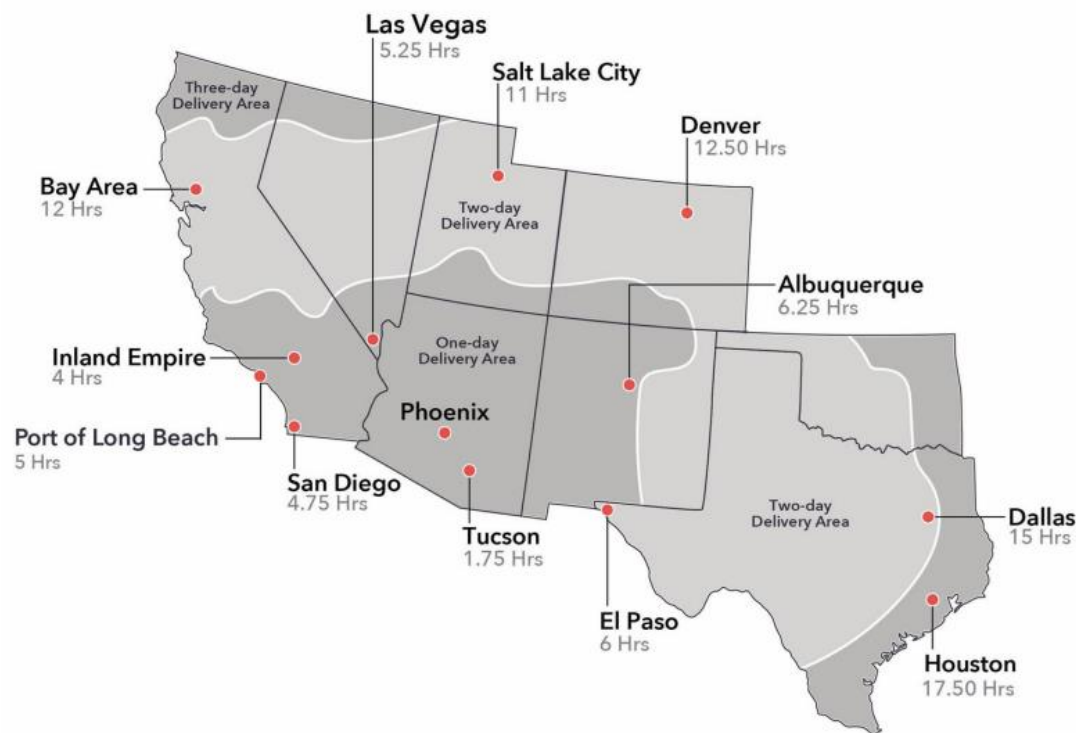 Las Vegas
5.25 Hrs
Three-day
Delivery Area
Salt Lake City
11 Hrs
Denver
12.50 Hrs
Bay Area
12 Hrs
Two-day
Delivery Area
Albuquerque
6.25 Hrs
Inland Empire
4 Hrs
One-day
Delivery Area
Phoenix
Port of Long Beach
5 Hrs
San Diego
4.75 Hrs
Tucson
1.75 Hrs
Two-day
Delivery Area
Dallas
15 Hrs
El Paso
6 Hrs
Houston
17.50 Hrs